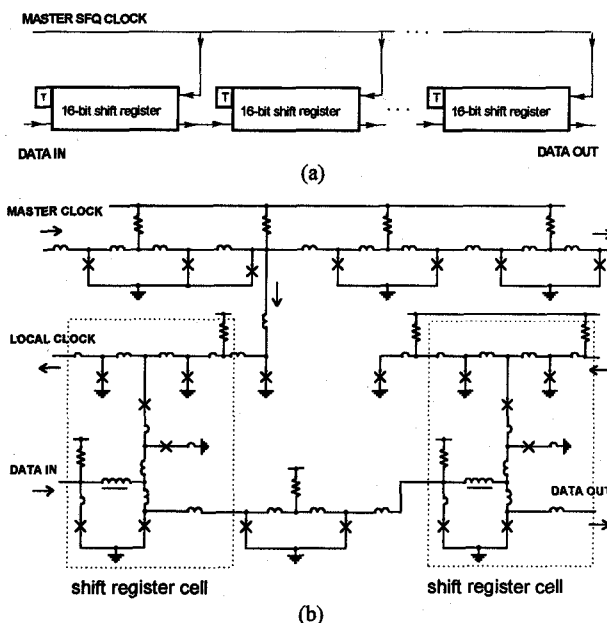 MASTER SFQ CLOCK
T
16-bit shift register
T
16-bit shift register
T
16-bit shift register
DATA IN
DATA OUT
(a)
MASTER CLOCK
LOCAL CLOCK
DATA IN
DATA OUT
shift register cell
shift register cell
(b)